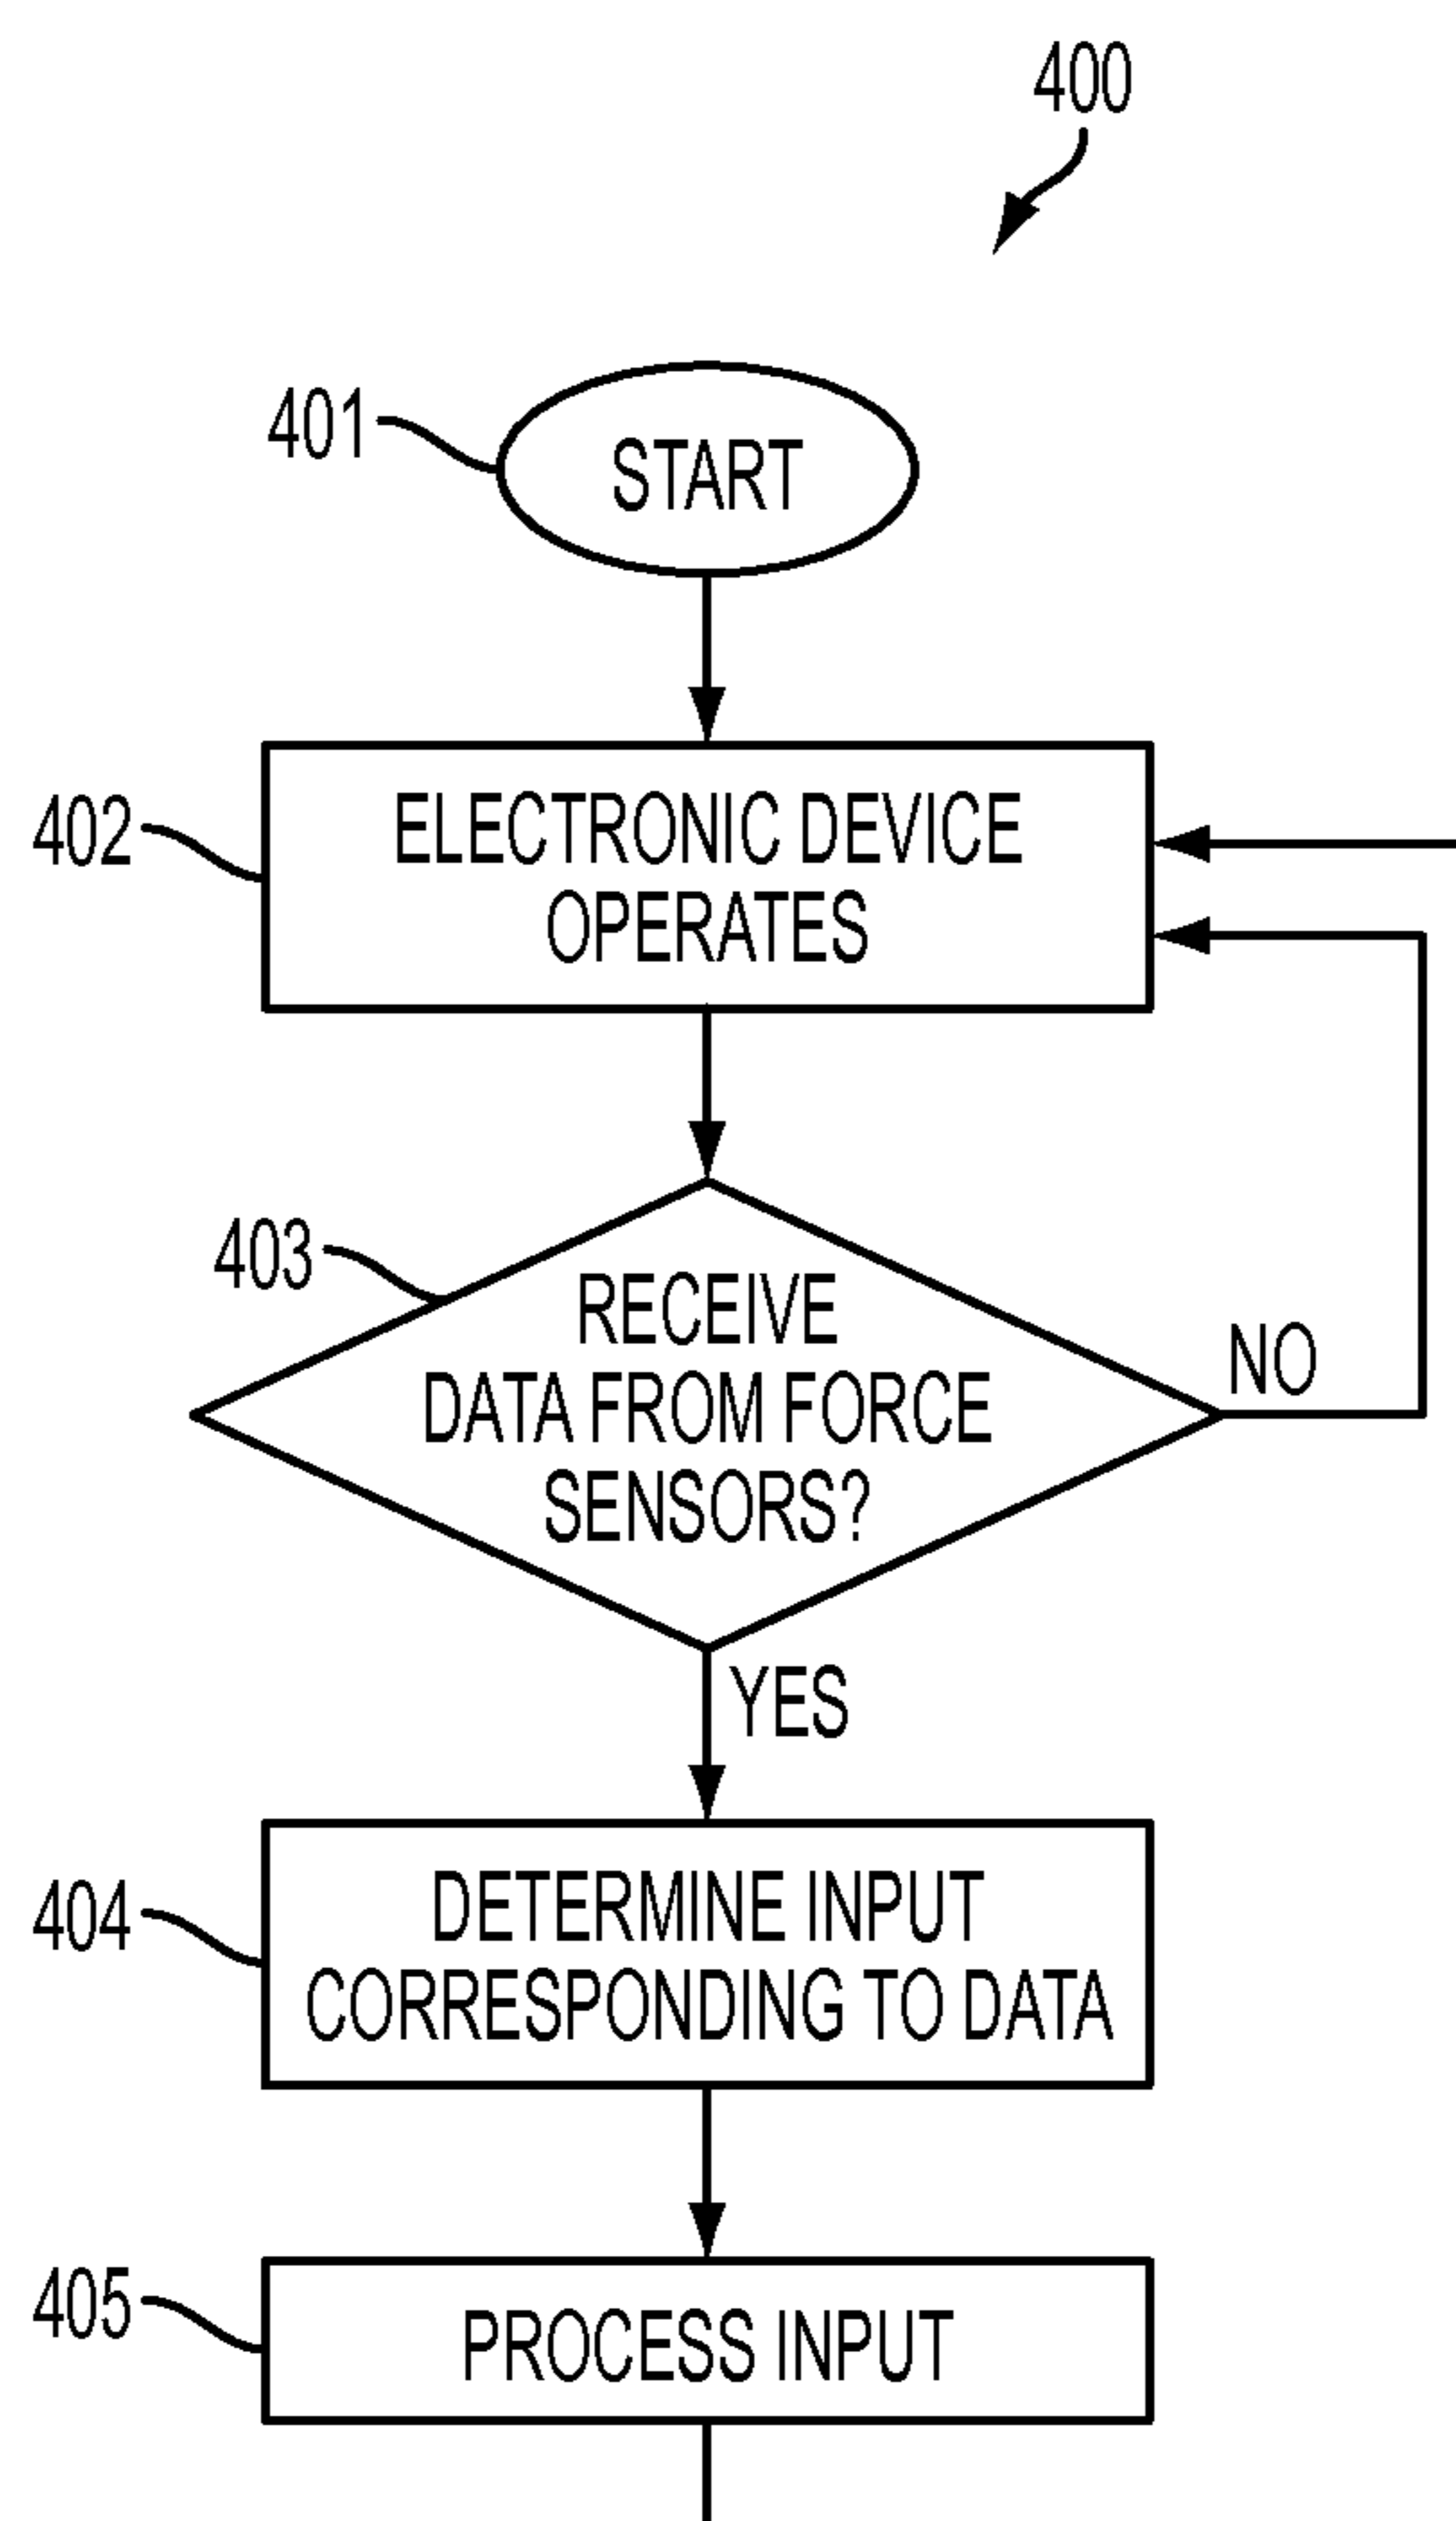 400
401
START
402
ELECTRONIC DEVICE
OPERATES
403
RECEIVE
DATA FROM FORCE
SENSORS?
NO
YES
404
DETERMINE INPUT
CORRESPONDING TO DATA
405
PROCESS INPUT